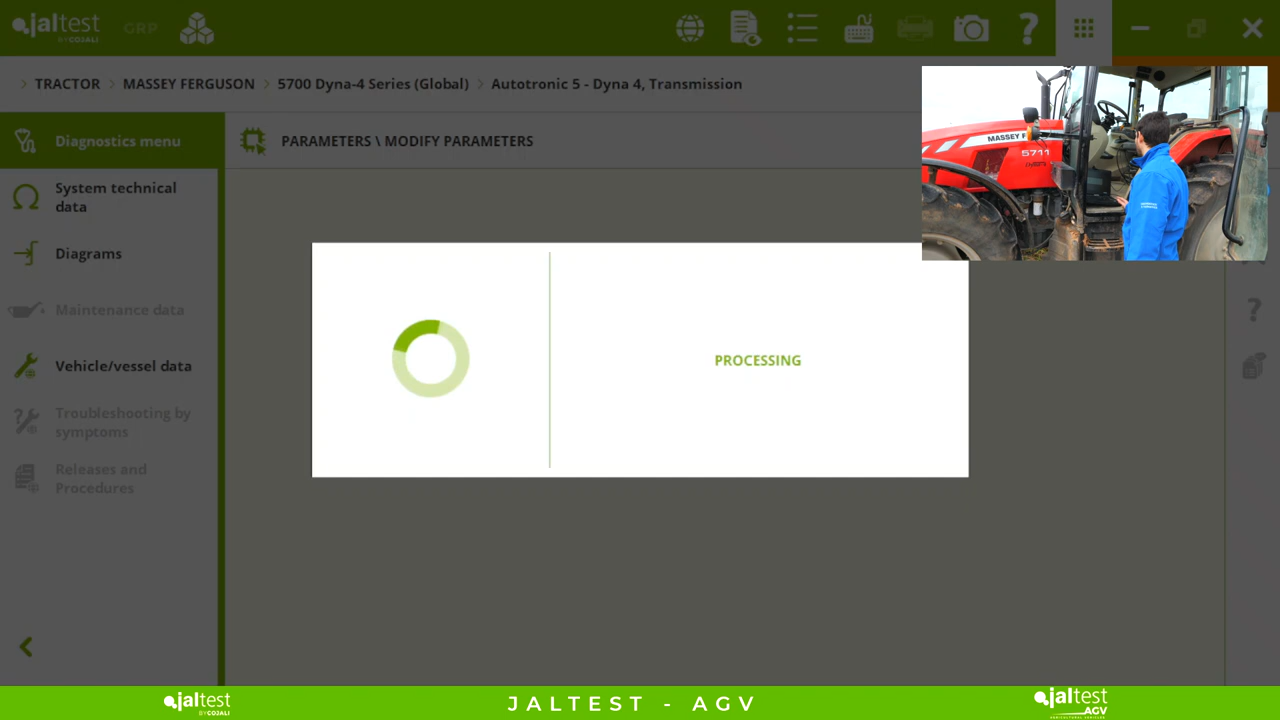 jaltest
BY COJALI
GRP
TRACTOR
MASSEY FERGUSON
5700 Dyna-4 Series (Global)
Autotronic 5 - Dyna 4, Transmission
Diagnostics menu
PARAMETERS \ MODIFY PARAMETERS
System technical
data
Diagrams
Maintenance data
Vehicle/vessel data
Troubleshooting by
symptoms
Releases and
Procedures
PROCESSING
MASSEY F
5711
jaltest
BY COJALI
JALTEST - AGV
jaltest
AGV
AGRICULTURAL VEHICLES